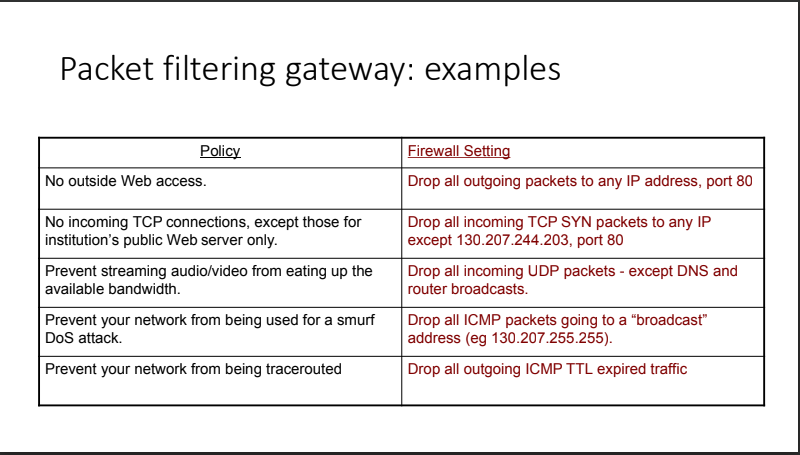 Packet filtering gateway: examples
Policy
Firewall Setting
No outside Web access.
Drop all outgoing packets to any IP address, port 80
No incoming TCP connections, except those for
institution's public Web server only.
Drop all incoming TCP SYN packets to any IP
except 130.207.244.203, port 80
Prevent streaming audio/video from eating up the
available bandwidth.
Drop all incoming UDP packets - except DNS and
router broadcasts.
Prevent your network from being used for a smurf
DoS attack.
Drop all ICMP packets going to a “broadcast”
address (eg 130.207.255.255).
Prevent your network from being tracerouted
Drop all outgoing ICMP TTL expired traffic